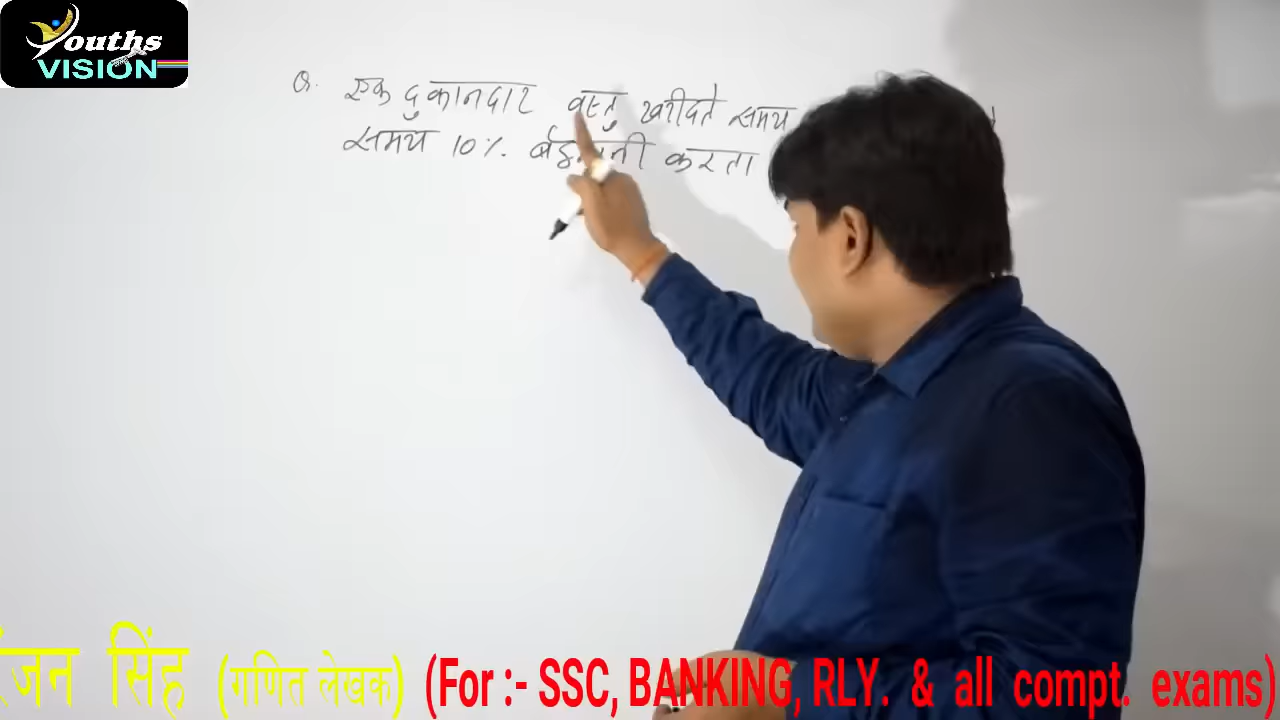 Youths
VISION
Q. एक दुकानदार वस्तु खरीदते समय
समय 10%. करता
रंजन सिंह (गणित लेखक) (For :- SSC, BANKING, RLY. & all compt. exams)